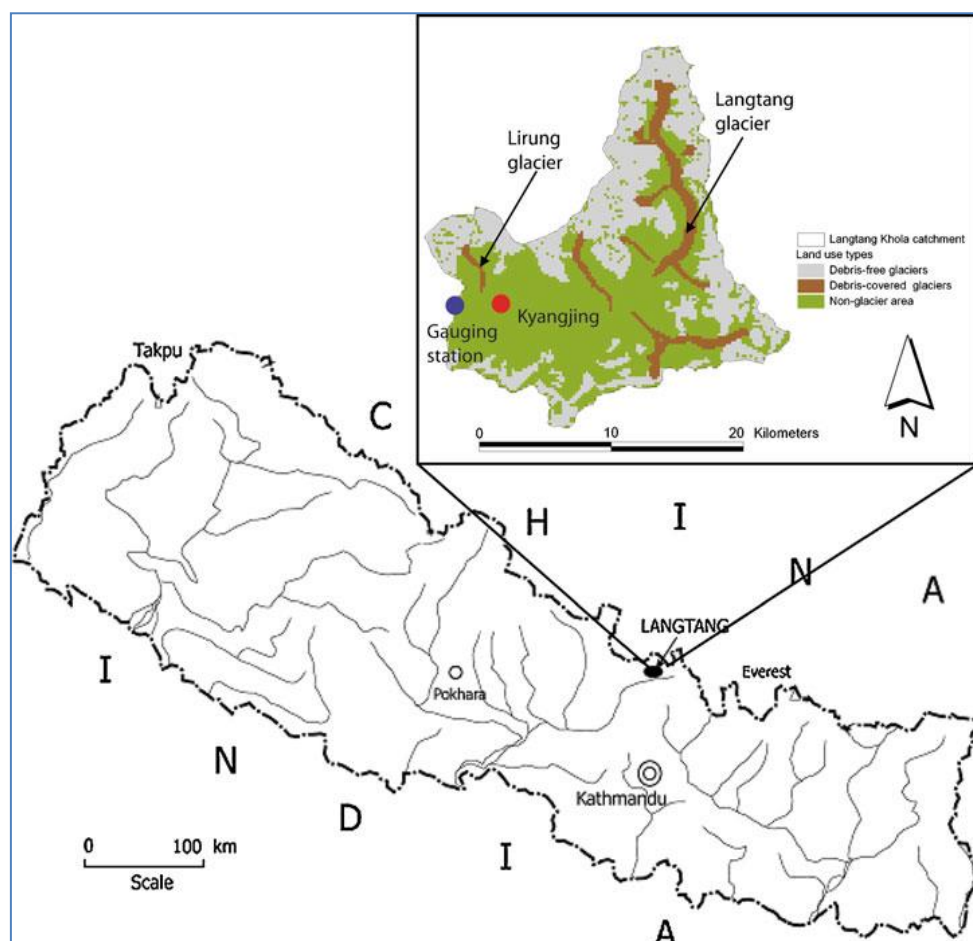 Langtang
glacier
Lirung
glacier
Langtang Khola catchment
Land use types
Debris-free glaciers
Debris-covered glaciers
Non-glacier area
Kyangjing
Gauging
station
Takpu
N
0 10 20 Kilometers
C
H
I
N
A
LANGTANG
Everest
Pokhara
Kathmandu
I
N
D
I
A
0 100 km
Scale